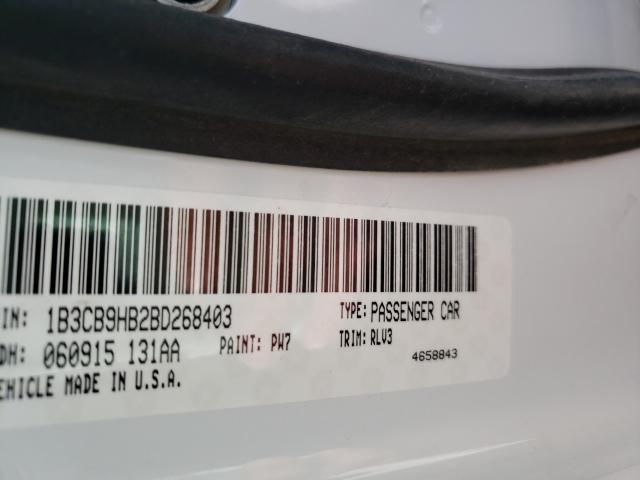 IN: 1B3CB9HB2BD268403 TYPE: PASSENGER CAR
DH: 060915 131AA PAINT: PW7 TRIM: RLV3
EHICLE MADE IN U.S.A. 4658843